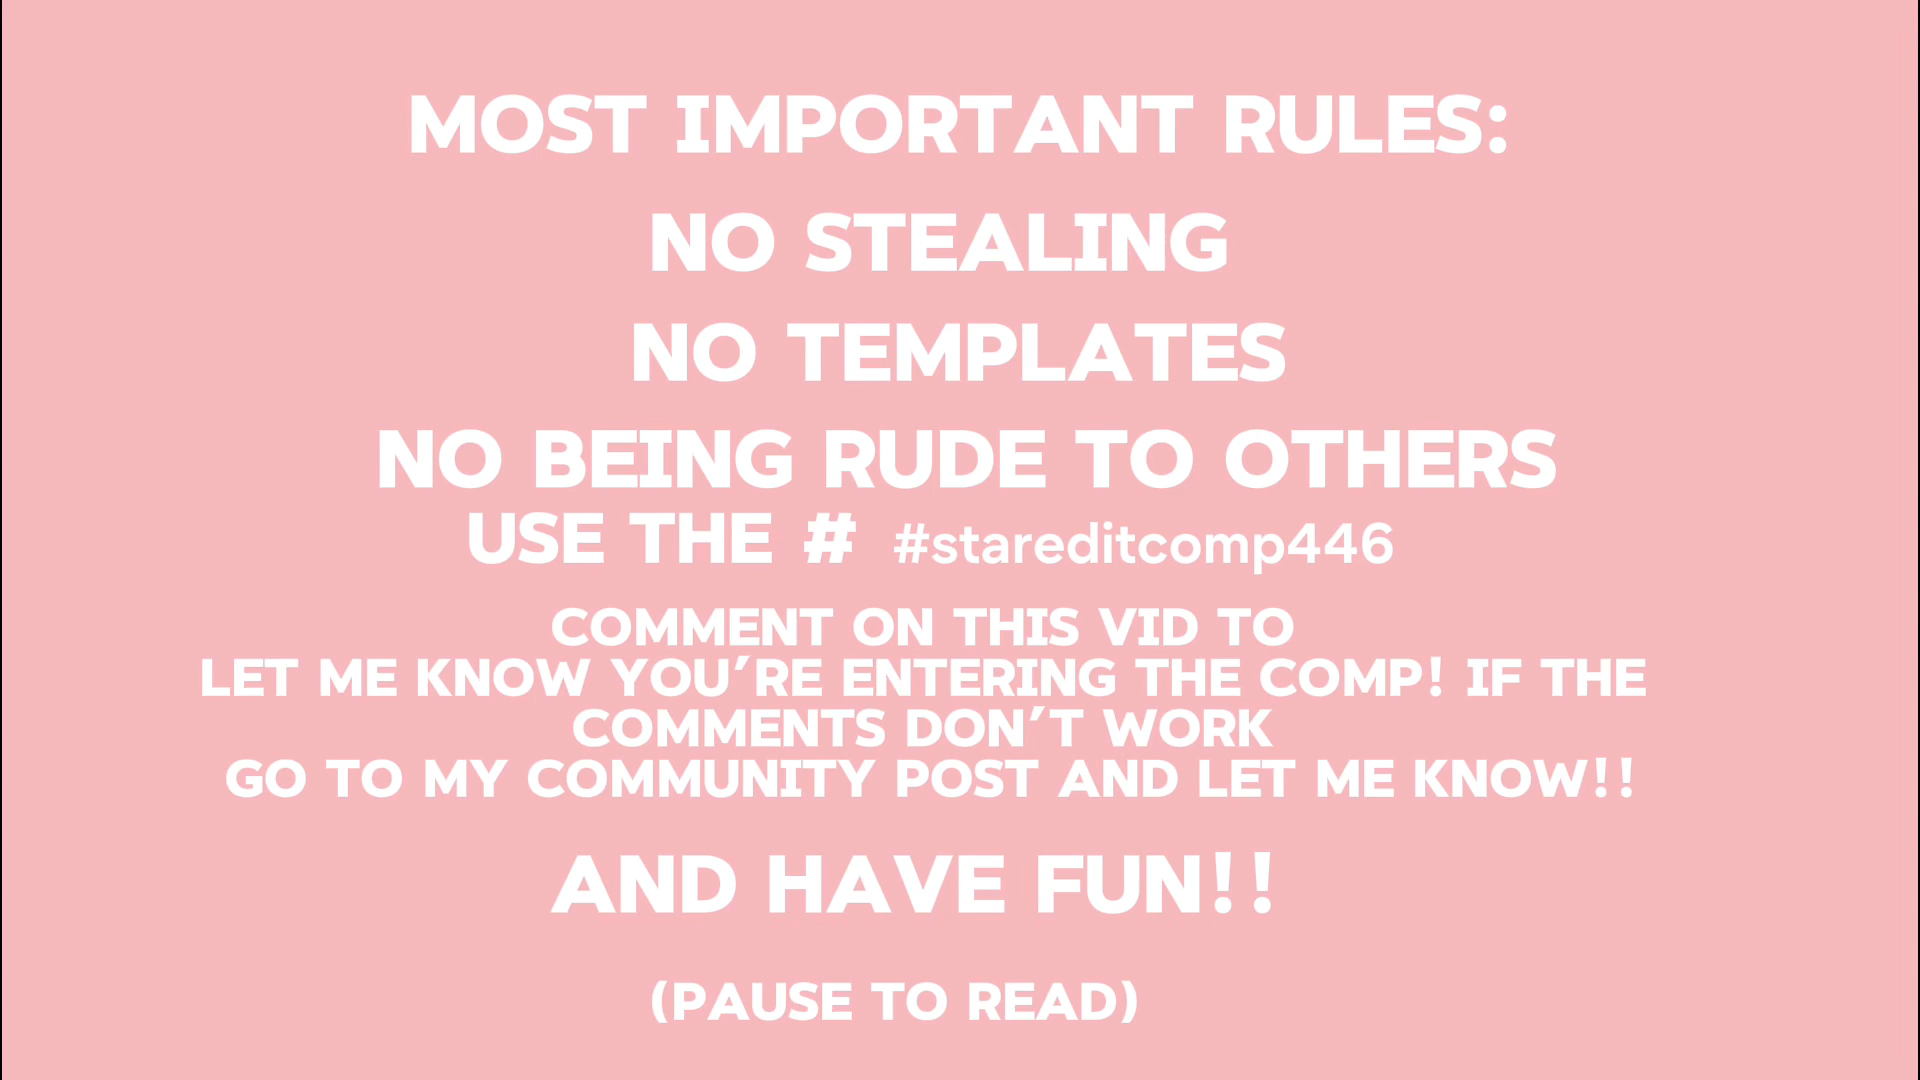 MOST IMPORTANT RULES:
NO STEALING
NO TEMPLATES
NO BEING RUDE TO OTHERS
USE THE # #stareditcomp446
COMMENT ON THIS VID TO
LET ME KNOW YOU'RE ENTERING THE COMP! IF THE
COMMENTS DON'T WORK
GO TO MY COMMUNITY POST AND LET ME KNOW!!
AND HAVE FUN!!
(PAUSE TO READ)